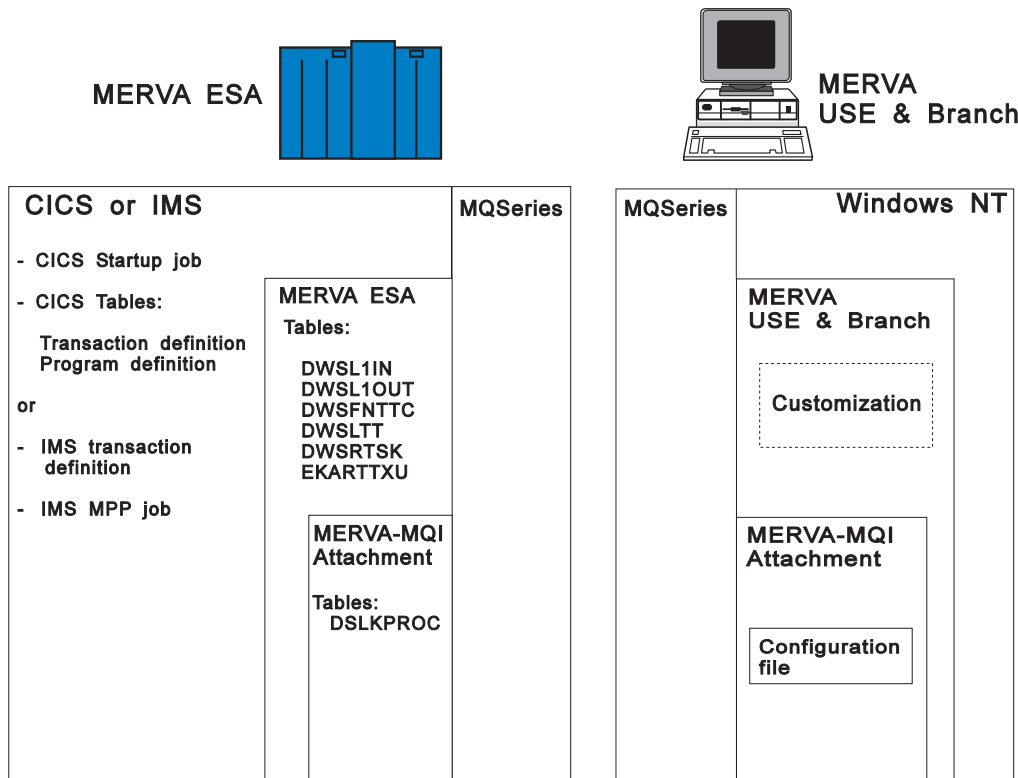 MERVA ESA
MERVA
USE & Branch
CICS or IMS
- CICS Startup job
- CICS Tables:
Transaction definition
Program definition
or
- IMS transaction
definition
- IMS MPP job
MERVA ESA
Tables:
DWSL1IN
DWSL1OUT
DWSFNTTC
DWSLTT
DWSRTSK
EKARTTXU
MERVA-MQI
Attachment
Tables:
DSLKPROC
MQSeries
MQSeries
Windows NT
MERVA
USE & Branch
Customization
MERVA-MQI
Attachment
Configuration
file